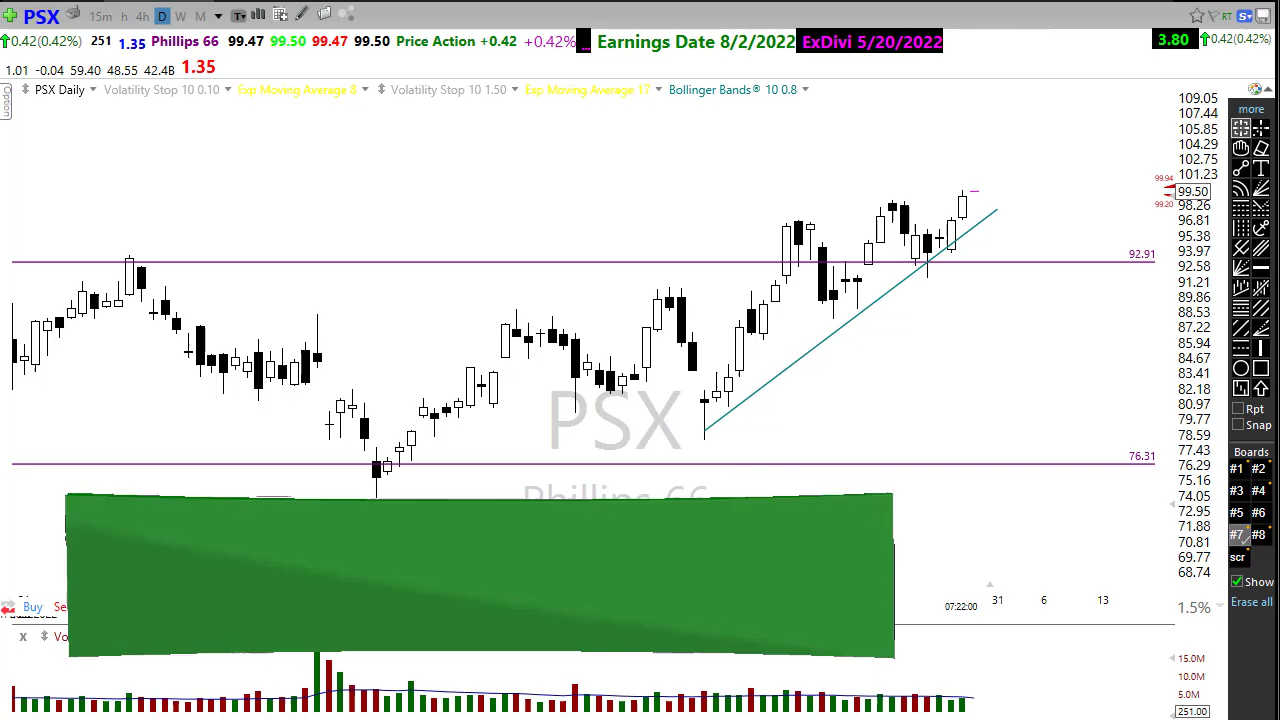 PSX 15m h 4h D W M T RT S
0.42(0.42%) 251 1.35 Phillips 66 99.47 99.50 99.47 99.50 Price Action +0.42 +0.42% ... Earnings Date 8/2/2022 ExDivi 5/20/2022 3.80 0.42(0.42%)
1.01 -0.04 59.40 48.55 42.4B 1.35
PSX Daily Volatility Stop 10 0.10 Exp Moving Average 8 Volatility Stop 10 1.50 Exp Moving Average 17 Bollinger Bands® 10 0.8
Option
109.05
107.44
105.85
104.29
102.75
101.23
99.94
99.50
99.20
98.26
96.81
95.38
93.97
92.91
92.58
91.21
89.86
88.53
87.22
85.94
84.67
83.41
82.18
80.97
79.77
78.59
77.43
76.31
76.29
75.16
74.05
72.95
71.88
70.81
69.77
68.74
PSX
Phillips 66
07:22:00 31 6 13
1.5%
Buy
X
15.0M
10.0M
5.0M
251.00
more
T
Rpt
Snap
Boards
#1 #2
#3 #4
#5 #6
#7 #8
scr
Show
Erase all